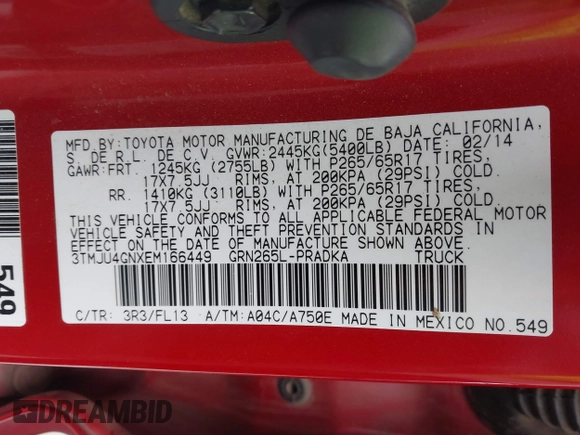 MFD.BY:TOYOTA MOTOR MANUFACTURING DE BAJA CALIFORNIA,
S. DE R.L. DE C.V. GVWR:2445KG(5400LB) DATE: 02/14
GAWR:FRT. 1245KG (2755LB) WITH P265/65R17 TIRES,
17X7.5JJ RIMS, AT 200KPA (29PSI) COLD.
RR. 1410KG (3110LB) WITH P265/65R17 TIRES,
17X7.5JJ RIMS, AT 200KPA (29PSI) COLD.
THIS VEHICLE CONFORMS TO ALL APPLICABLE FEDERAL MOTOR
VEHICLE SAFETY AND THEFT PREVENTION STANDARDS IN
EFFECT ON THE DATE OF MANUFACTURE SHOWN ABOVE.
3TMJU4GNXEM166449 GRN265L-PRADKA TRUCK
C/TR: 3R3/FL13 A/TM:A04C/A750E MADE IN MEXICO NO.549
549
DREAMBID